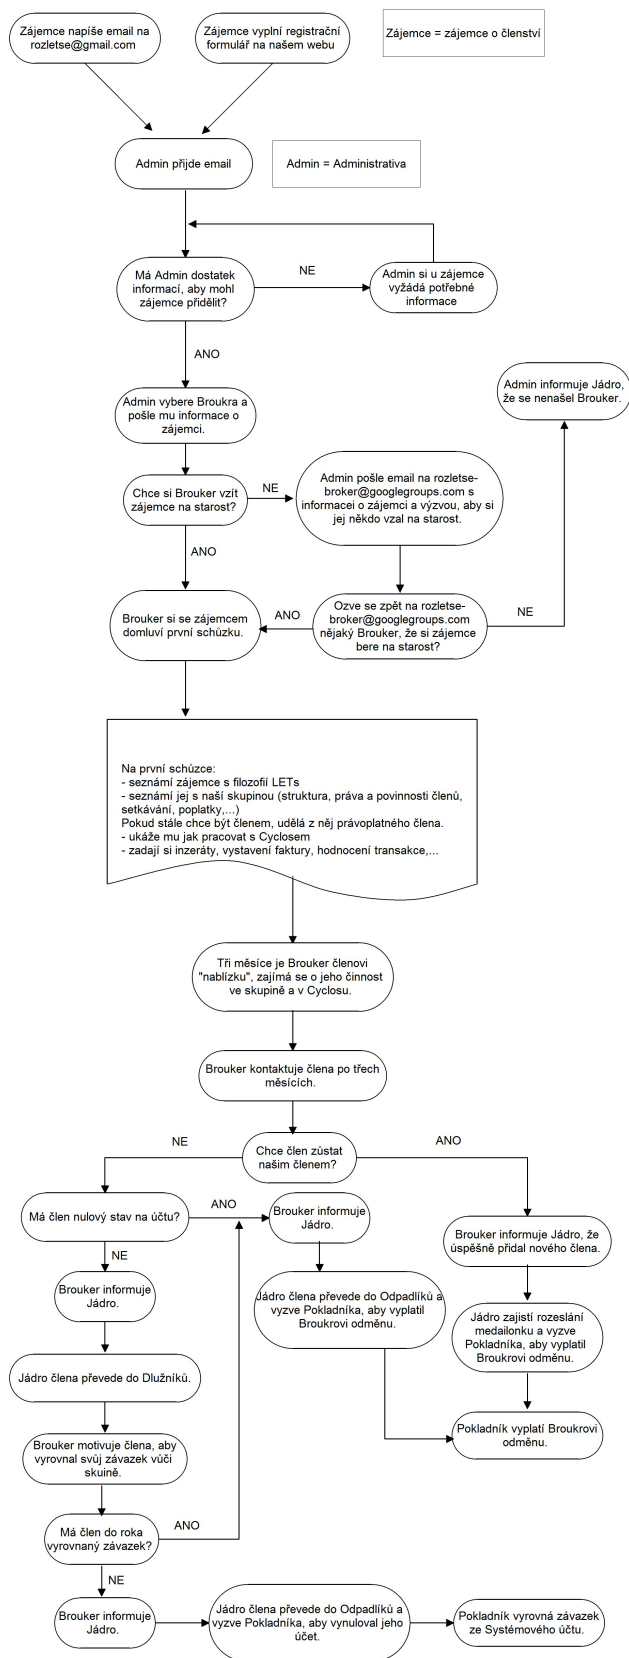 Zájemce napíše email na
rozletse@gmail.com
Zájemce vyplní registrační
formulář na našem webu
Zájemce = zájemce o členství
Admin přijde email
Admin = Administrativa
Má Admin dostatek
informací, aby mohl
zájemce přidělit?
NE
Admin si u zájemce
vyžádá potřebné
informace
ANO
Admin informuje Jádro,
že se nenašel Brouker.
Admin vybere Broukra a
pošle mu informace o
zájemci.
Chce si Brouker vzít
zájemce na starost?
NE
Admin pošle email na rozletse-
broker@googlegroups.com s
informacei o zájemci a výzvou, aby si
jej někdo vzal na starost.
ANO
Brouker si se zájemcem
domluví první schůzku.
ANO
Ozve se zpět na rozletse-
broker@googlegroups.com
nějaký Brouker, že si zájemce
bere na starost?
NE
Na první schůzce:
- seznámí zájemce s filozofií LETs
- seznámí jej s naší skupinou (struktura, práva a povinnosti členů,
setkávání, poplatky,...)
Pokud stále chce být členem, udělá z něj právoplatného člena.
- ukáže mu jak pracovat s Cyclosem
- zadají si inzeráty, vystavení faktury, hodnocení transakce,...
Tři měsíce je Brouker členovi
"nablízku", zajímá se o jeho činnost
ve skupině a v Cyclosu.
Brouker kontaktuje člena po třech
měsících.
Chce člen zůstat
našim členem?
NE
ANO
Má člen nulový stav na účtu?
ANO
Brouker informuje
Jádro.
Brouker informuje Jádro, že
úspěšně přidal nového člena.
NE
Brouker informuje
Jádro.
Jádro člena převede do Odpadlíků a
vyzve Pokladníka, aby vyplatil
Broukrovi odměnu.
Jádro zajistí rozeslání
medailonku a vyzve
Pokladníka, aby vyplatil
Broukrovi odměnu.
Jádro člena převede do Dlužníků.
Pokladník vyplatí Broukrovi
odměnu.
Brouker motivuje člena, aby
vyrovnal svůj závazek vůči
skuině.
Má člen do roka
vyrovnaný závazek?
ANO
NE
Brouker informuje
Jádro.
Jádro člena převede do Odpadlíků a
vyzve Pokladníka, aby vynuloval jeho
účet.
Pokladník vyrovná závazek
ze Systémového účtu.